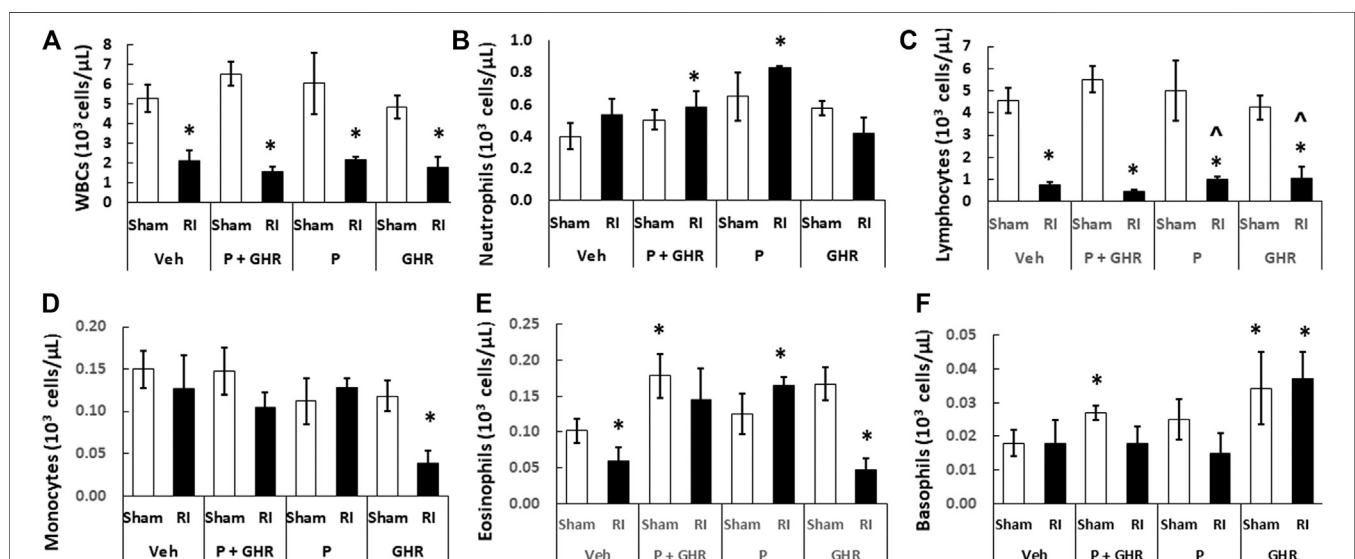 A
WBCs (10³ cells/µL)
8
7
6
5
4
3
2
1
0
* * * *
Sham RI Sham RI Sham RI Sham RI
Veh P + GHR P GHR
B
Neutrophils (10³ cells/µL)
1.0
0.8
0.6
0.4
0.2
0.0
* *
Sham RI Sham RI Sham RI Sham RI
Veh P + GHR P GHR
C
Lymphocytes (10³ cells/µL)
7
6
5
4
3
2
1
0
^ ^
* * * *
Sham RI Sham RI Sham RI Sham RI
Veh P + GHR P GHR
D
Monocytes (10³ cells/µL)
0.20
0.15
0.10
0.05
0.00
*
Sham RI Sham RI Sham RI Sham RI
Veh P + GHR P GHR
E
Eosinophils (10³ cells/µL)
0.25
0.20
0.15
0.10
0.05
0.00
* * * *
Sham RI Sham RI Sham RI Sham RI
Veh P + GHR P GHR
F
Basophils (10³ cells/µL)
0.05
0.04
0.03
0.02
0.01
0.00
* * *
Sham RI Sham RI Sham RI Sham RI
Veh P + GHR P GHR